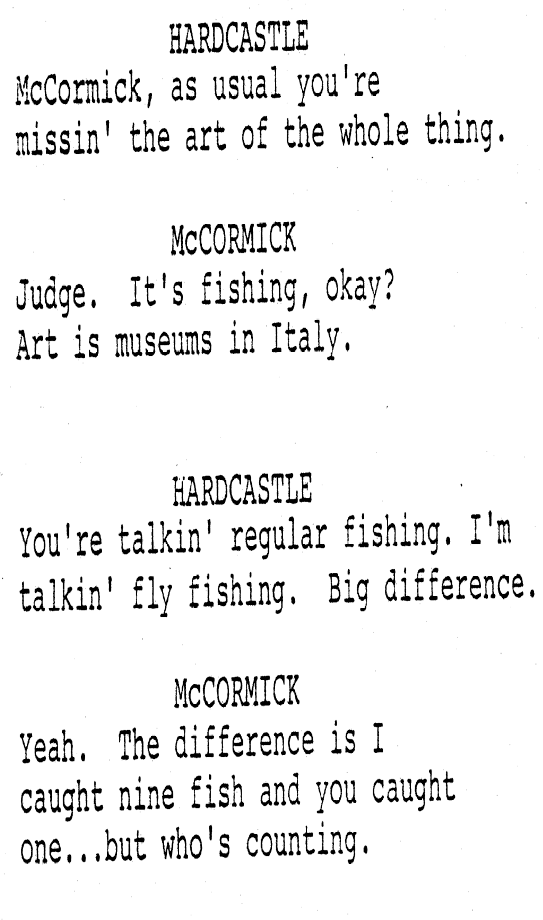 HARDCASTLE
McCormick, as usual you're
missin' the art of the whole thing.
McCORMICK
Judge.  It's fishing, okay?
Art is museums in Italy.
HARDCASTLE
You're talkin' regular fishing. I'm
talkin' fly fishing.  Big difference.
McCORMICK
Yeah.  The difference is I
caught nine fish and you caught
one...but who's counting.